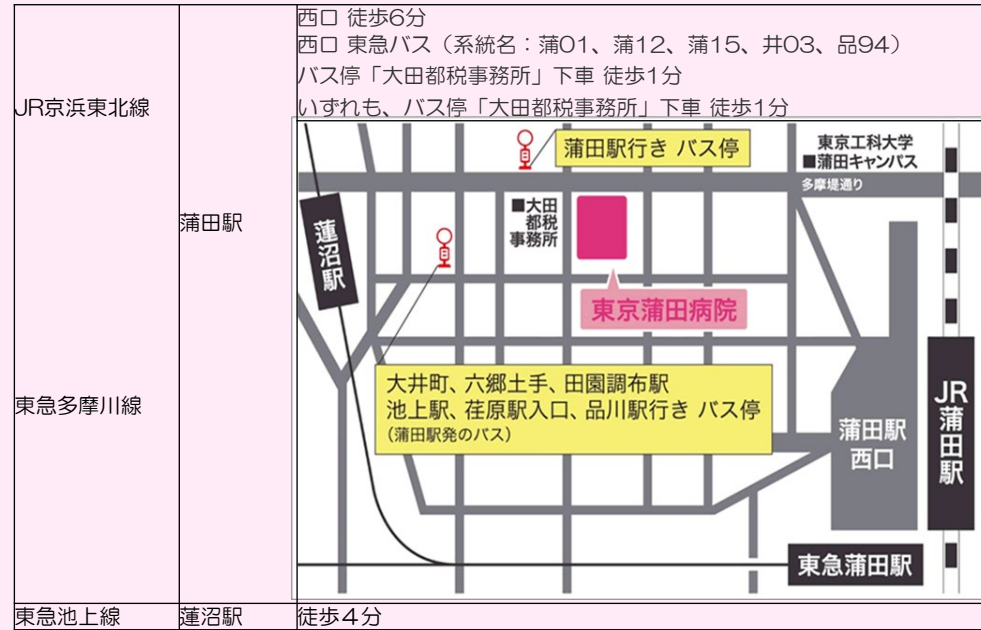 JR京浜東北線
東急多摩川線
蒲田駅
西口 徒歩6分
西口 東急バス（系統名：蒲01、蒲12、蒲15、井03、品94）
バス停「大田都税事務所」下車 徒歩1分
いずれも、バス停「大田都税事務所」下車 徒歩1分
蒲田駅行き バス停
東京工科大学
■蒲田キャンパス
多摩堤通り
■大田
都税
事務所
蓮沼駅
東京蒲田病院
大井町、六郷土手、田園調布駅
池上駅、荏原駅入口、品川駅行き バス停
（蒲田駅発のバス）
蒲田駅
西口
JR蒲田駅
東急蒲田駅
東急池上線 蓮沼駅 徒歩4分